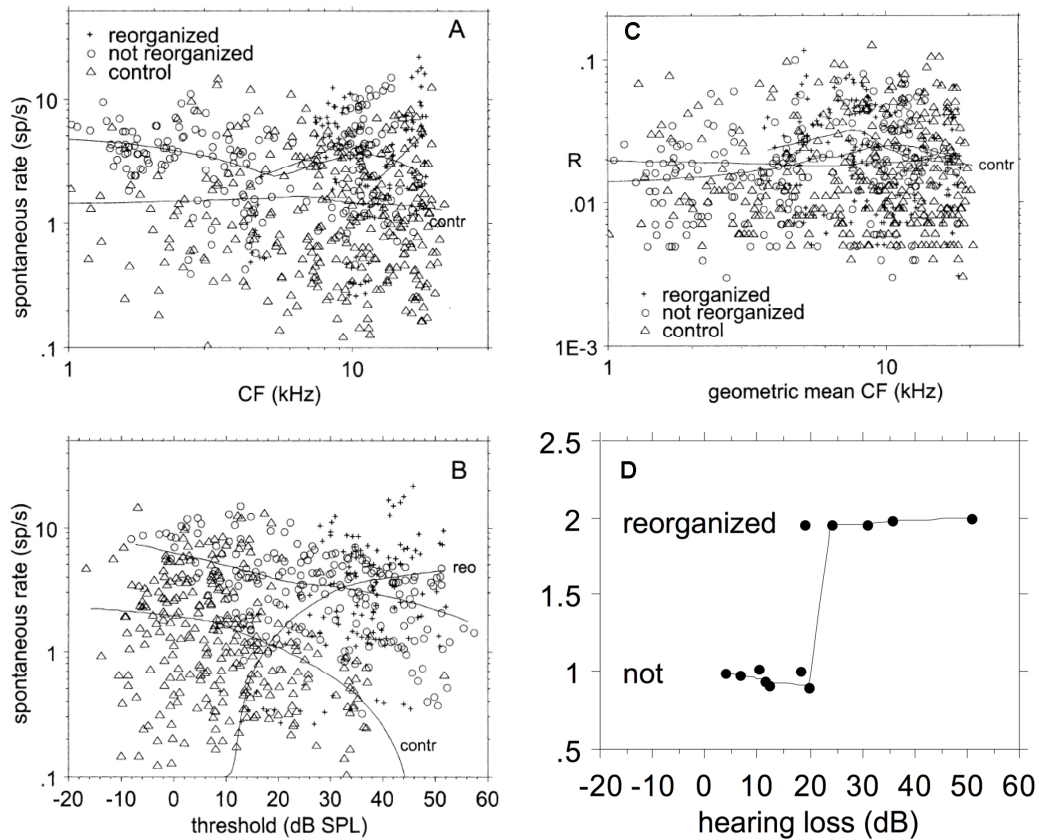 A
+ reorganized
○ not reorganized
△ control
spontaneous rate (sp/s)
10
1
.1
contr
1
10
CF (kHz)
C
.1
R
.01
1E-3
contr
+ reorganized
○ not reorganized
△ control
1
10
geometric mean CF (kHz)
B
spontaneous rate (sp/s)
10
1
.1
reo
contr
-20 -10 0 10 20 30 40 50 60
threshold (dB SPL)
D
2.5
2
1.5
1
.5
reorganized
not
-20 -10 0 10 20 30 40 50 60
hearing loss (dB)